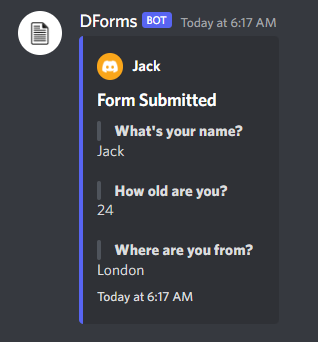 DForms BOT Today at 6:17 AM
Jack
Form Submitted
What's your name?
Jack
How old are you?
24
Where are you from?
London
Today at 6:17 AM